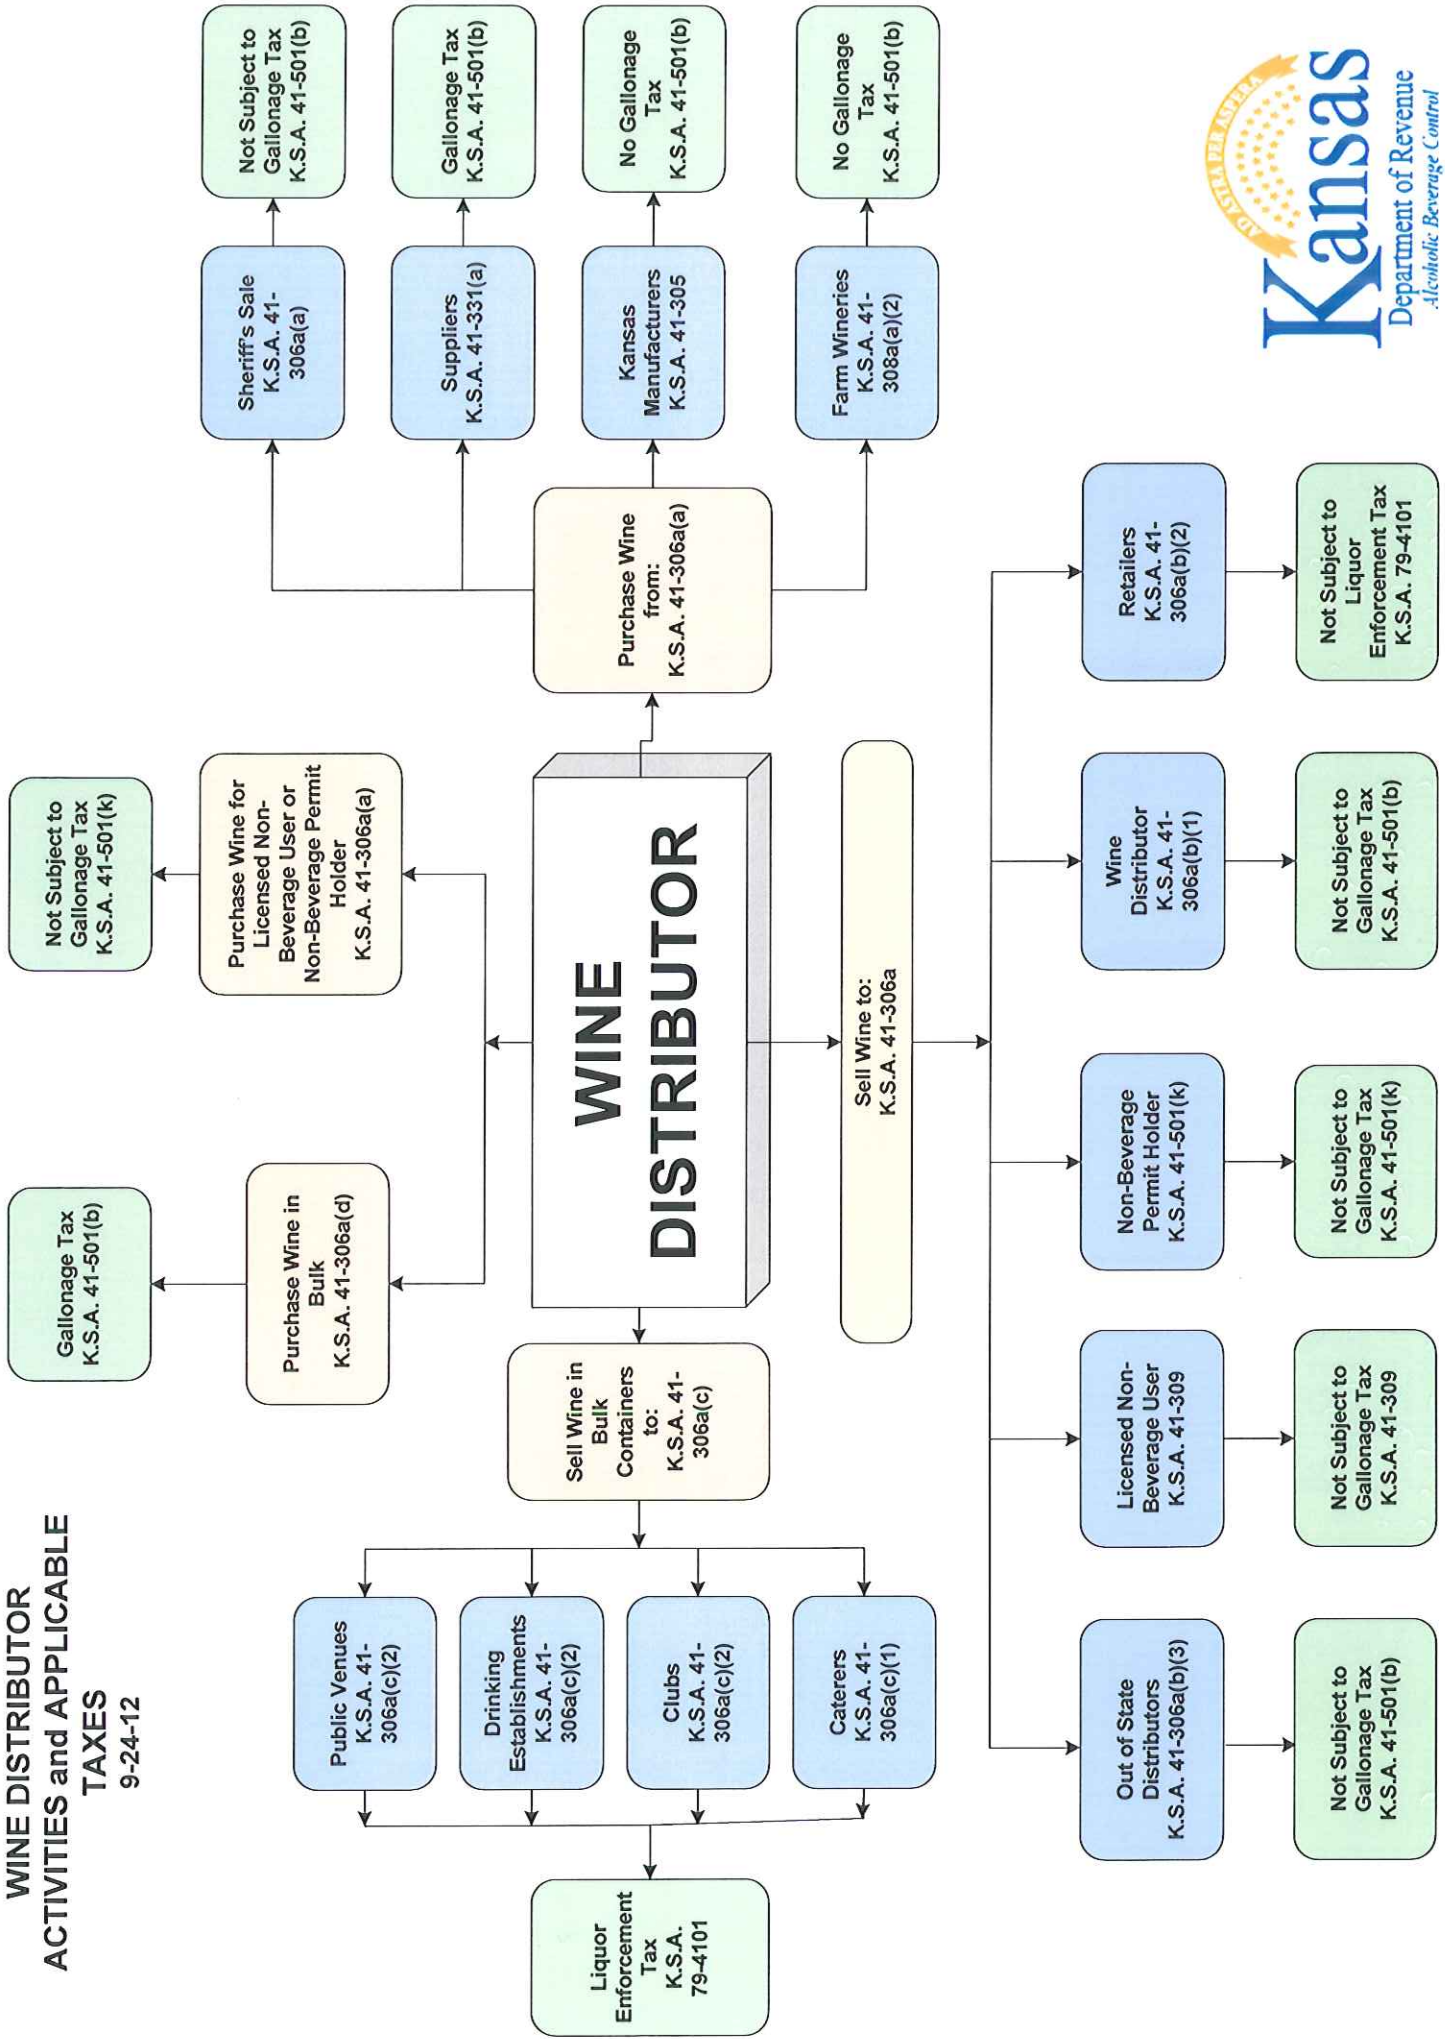 WINE DISTRIBUTOR
ACTIVITIES and APPLICABLE
TAXES
9-24-12
Gallonage Tax
K.S.A. 41-501(b)
Not Subject to
Gallonage Tax
K.S.A. 41-501(k)
Purchase Wine in
Bulk
K.S.A. 41-306a(d)
Purchase Wine for
Licensed Non-
Beverage User or
Non-Beverage Permit
Holder
K.S.A. 41-306a(a)
Not Subject to
Gallonage Tax
K.S.A. 41-501(b)
Sheriff's Sale
K.S.A. 41-
306a(a)
Gallonage Tax
K.S.A. 41-501(b)
Suppliers
K.S.A. 41-331(a)
No Gallonage
Tax
K.S.A. 41-501(b)
Kansas
Manufacturers
K.S.A. 41-305
No Gallonage
Tax
K.S.A. 41-501(b)
Farm Wineries
K.S.A. 41-
308a(a)(2)
Purchase Wine
from:
K.S.A. 41-306a(a)
WINE
DISTRIBUTOR
Sell Wine in
Bulk
Containers
to:
K.S.A. 41-
306a(c)
Public Venues
K.S.A. 41-
306a(c)(2)
Drinking
Establishments
K.S.A. 41-
306a(c)(2)
Clubs
K.S.A. 41-
306a(c)(2)
Caterers
K.S.A. 41-
306a(c)(1)
Liquor
Enforcement
Tax
K.S.A.
79-4101
Sell Wine to:
K.S.A. 41-306a
Out of State
Distributors
K.S.A. 41-306a(b)(3)
Licensed Non-
Beverage User
K.S.A. 41-309
Non-Beverage
Permit Holder
K.S.A. 41-501(k)
Wine
Distributor
K.S.A. 41-
306a(b)(1)
Retailers
K.S.A. 41-
306a(b)(2)
Not Subject to
Gallonage Tax
K.S.A. 41-501(b)
Not Subject to
Gallonage Tax
K.S.A. 41-309
Not Subject to
Gallonage Tax
K.S.A. 41-501(k)
Not Subject to
Gallonage Tax
K.S.A. 41-501(b)
Not Subject to
Liquor
Enforcement Tax
K.S.A. 79-4101
AD ASTRA PER ASPERA
Kansas
Department of Revenue
Alcoholic Beverage Control